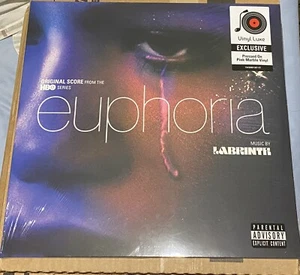 Vinyl Luxe
EXCLUSIVE
Pressed On
Pink Marble Vinyl
ORIGINAL SCORE FROM THE
HBO SERIES
euphoria
MUSIC BY
LABRINTH
PARENTAL
ADVISORY
EXPLICIT CONTENT